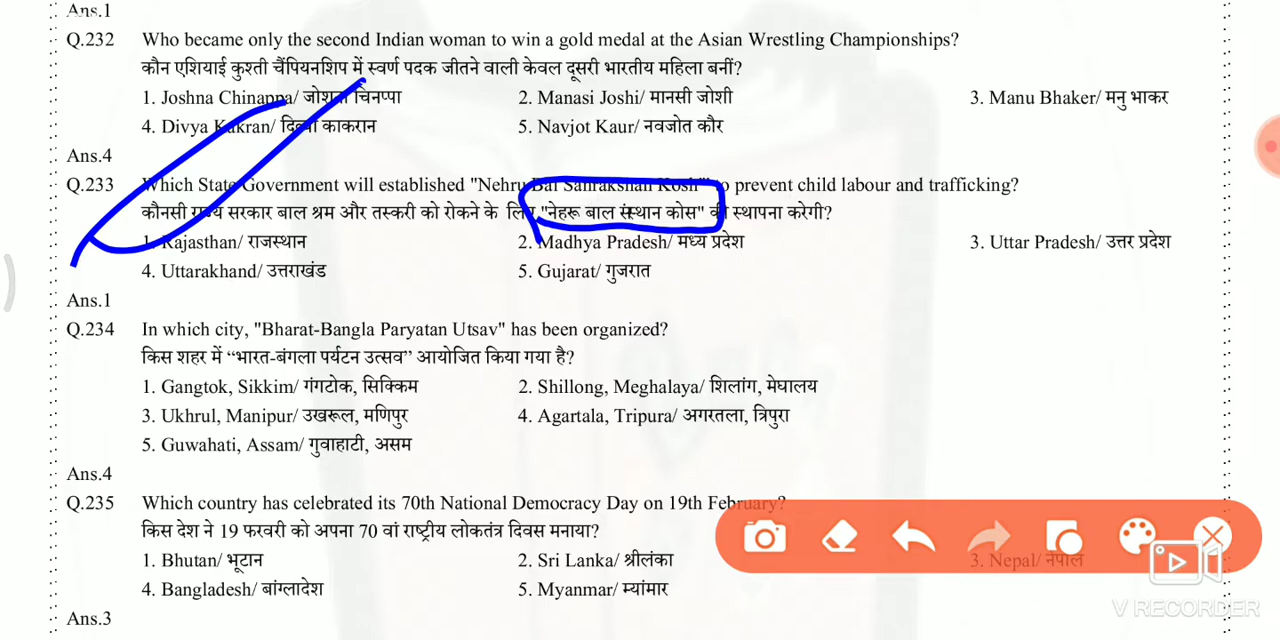 Ans.1
Q.232 Who became only the second Indian woman to win a gold medal at the Asian Wrestling Championships?
कौन एशियाई कुश्ती चैंपियनशिप में स्वर्ण पदक जीतने वाली केवल दूसरी भारतीय महिला बनीं?
1. Joshna Chinappa/ जोशना चिनप्पा 2. Manasi Joshi/ मानसी जोशी 3. Manu Bhaker/ मनु भाकर
4. Divya Kakran/ दिव्या काकरान 5. Navjot Kaur/ नवजोत कौर
Ans.4
Q.233 Which State Government will established "Nehru Bal Sanrakshan Kosh" to prevent child labour and trafficking?
कौनसी राज्य सरकार बाल श्रम और तस्करी को रोकने के लिए "नेहरू बाल संस्थान कोस" की स्थापना करेगी?
1. Rajasthan/ राजस्थान 2. Madhya Pradesh/ मध्य प्रदेश 3. Uttar Pradesh/ उत्तर प्रदेश
4. Uttarakhand/ उत्तराखंड 5. Gujarat/ गुजरात
Ans.1
Q.234 In which city, "Bharat-Bangla Paryatan Utsav" has been organized?
किस शहर में “भारत-बंगला पर्यटन उत्सव” आयोजित किया गया है?
1. Gangtok, Sikkim/ गंगटोक, सिक्किम 2. Shillong, Meghalaya/ शिलांग, मेघालय
3. Ukhrul, Manipur/ उखरूल, मणिपुर 4. Agartala, Tripura/ अगरतला, त्रिपुरा
5. Guwahati, Assam/ गुवाहाटी, असम
Ans.4
Q.235 Which country has celebrated its 70th National Democracy Day on 19th February?
किस देश ने 19 फरवरी को अपना 70 वां राष्ट्रीय लोकतंत्र दिवस मनाया?
1. Bhutan/ भूटान 2. Sri Lanka/ श्रीलंका 3. Nepal/ नेपाल
4. Bangladesh/ बांग्लादेश 5. Myanmar/ म्यांमार
V RECORDER
Ans.3